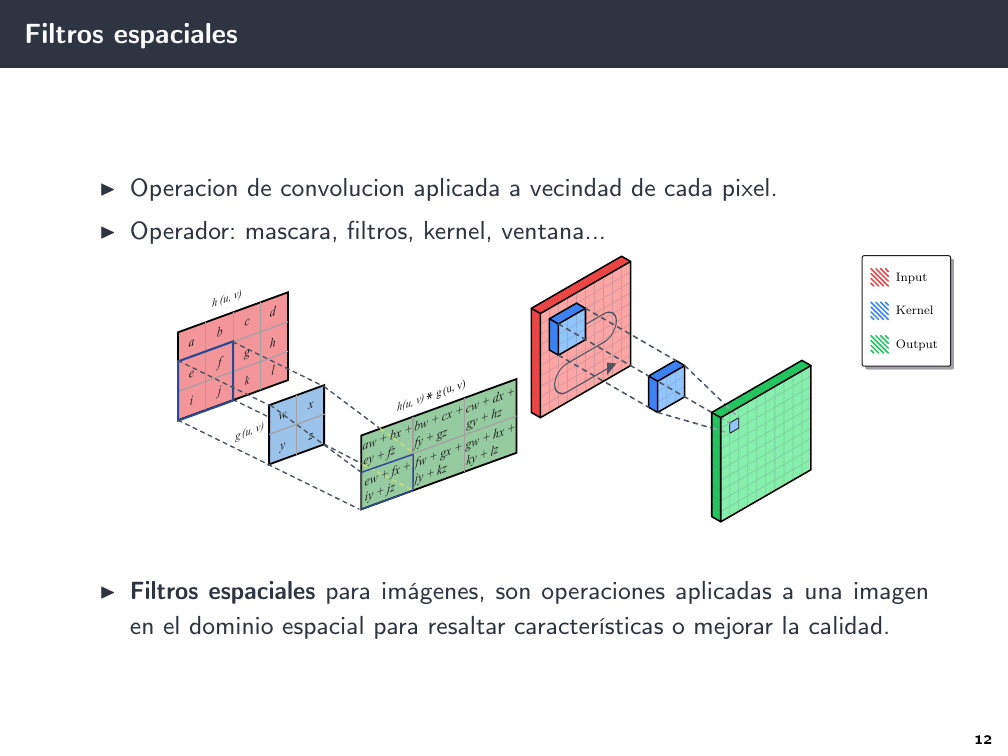 Filtros espaciales
Operacion de convolucion aplicada a vecindad de cada pixel.
Operador: mascara, filtros, kernel, ventana...
h (u, v)
a b c d
e f g h
i j k l
g (u, v)
w x
y z
h(u, v) * g (u, v)
aw + bx + bw + cx + cw + dx +
ey + fz fy + gz gy + hz
ew + fx + fw + gx + gw + hx +
iy + jz jy + kz ky + lz
Input
Kernel
Output
Filtros espaciales para imágenes, son operaciones aplicadas a una imagen
en el dominio espacial para resaltar características o mejorar la calidad.
12